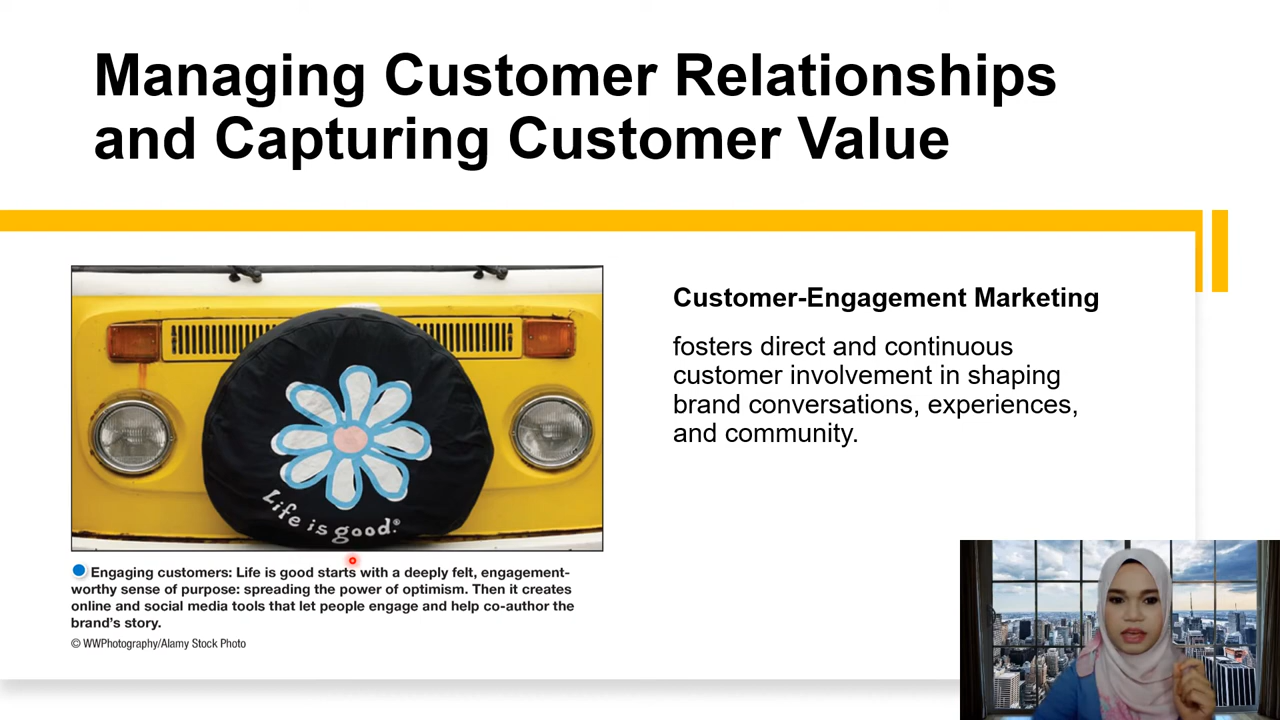 Managing Customer Relationships
and Capturing Customer Value
Life is good.®
Engaging customers: Life is good starts with a deeply felt, engagement-
worthy sense of purpose: spreading the power of optimism. Then it creates
online and social media tools that let people engage and help co-author the
brand's story.
© WWPhotography/Alamy Stock Photo
Customer-Engagement Marketing
fosters direct and continuous
customer involvement in shaping
brand conversations, experiences,
and community.